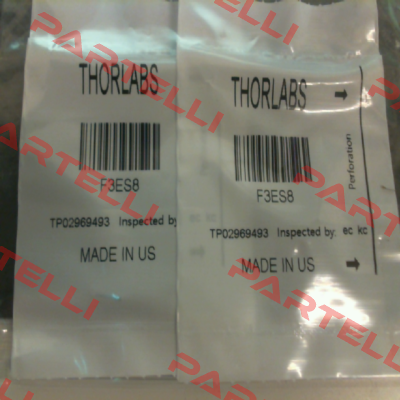 THORLABS
F3ES8
TP02969493 Inspected by
MADE IN US
THORLABS
F3ES8
TP02969493 Inspected by: ec kc
MADE IN US
Perforation
PARTELLI
PARTELLI
PARTELLI
PARTELLI
PARTELLI